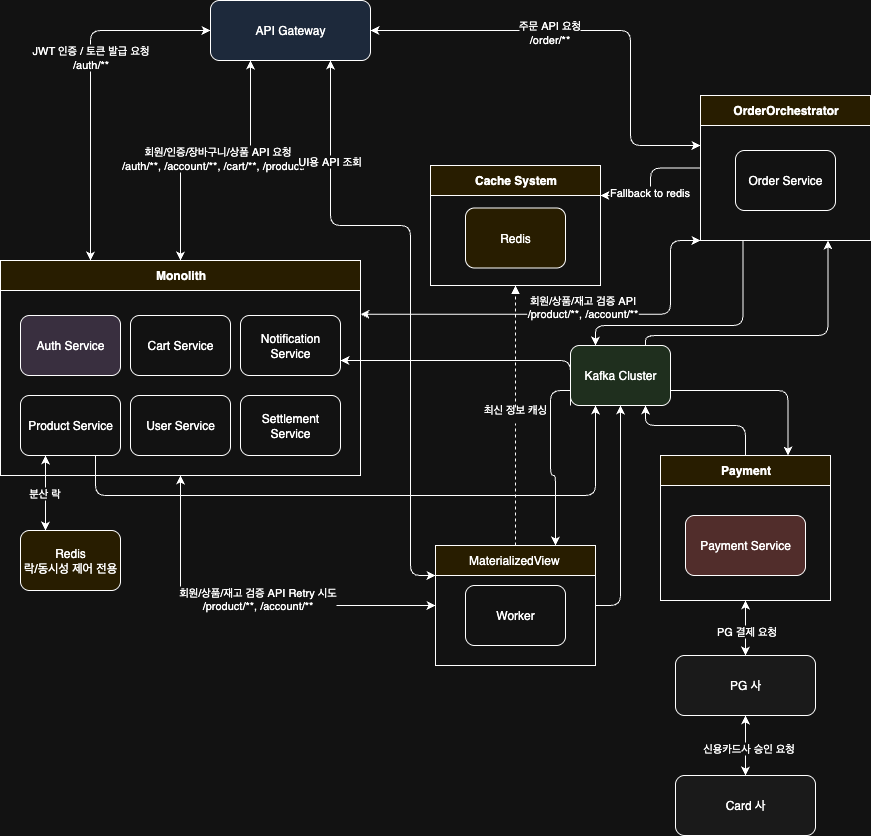 API Gateway
주문 API 요청
/order/**
JWT 인증 / 토큰 발급 요청
/auth/**
OrderOrchestrator
Order Service
회원/인증/장바구니/상품 API 요청
/auth/**, /account/**, /cart/**, /produc
UI용 API 조회
Cache System
Redis
Fallback to redis
Monolith
Auth Service
Cart Service
Notification
Service
Product Service
User Service
Settlement
Service
회원/상품/재고 검증 API
/product/**, /account/**
Kafka Cluster
최신 정보 캐싱
Payment
Payment Service
분산 락
Redis
락/동시성 제어 전용
MaterializedView
Worker
회원/상품/재고 검증 API Retry 시도
/product/**, /account/**
PG 결제 요청
PG 사
신용카드사 승인 요청
Card 사